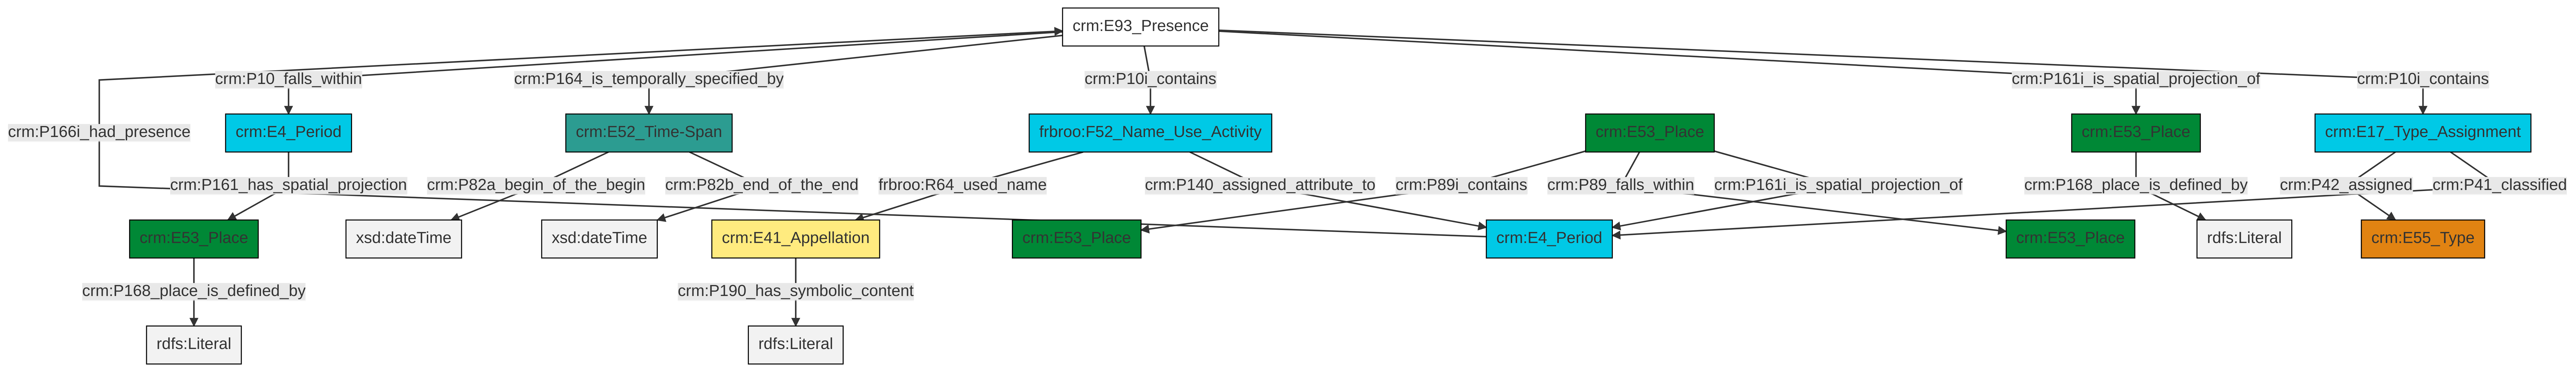 crm:E93_Presence
crm:P10_falls_within
crm:P164_is_temporally_specified_by
crm:P10i_contains
crm:P161i_is_spatial_projection_of
crm:P10i_contains
crm:P166i_had_presence
crm:E4_Period
crm:E52_Time-Span
frbroo:F52_Name_Use_Activity
crm:E53_Place
crm:E53_Place
crm:E17_Type_Assignment
crm:P161_has_spatial_projection
crm:P82a_begin_of_the_begin
crm:P82b_end_of_the_end
frbroo:R64_used_name
crm:P140_assigned_attribute_to
crm:P89i_contains
crm:P89_falls_within
crm:P161i_is_spatial_projection_of
crm:P168_place_is_defined_by
crm:P42_assigned
crm:P41_classified
crm:E53_Place
xsd:dateTime
xsd:dateTime
crm:E41_Appellation
crm:E53_Place
crm:E4_Period
crm:E53_Place
rdfs:Literal
crm:E55_Type
crm:P168_place_is_defined_by
crm:P190_has_symbolic_content
rdfs:Literal
rdfs:Literal